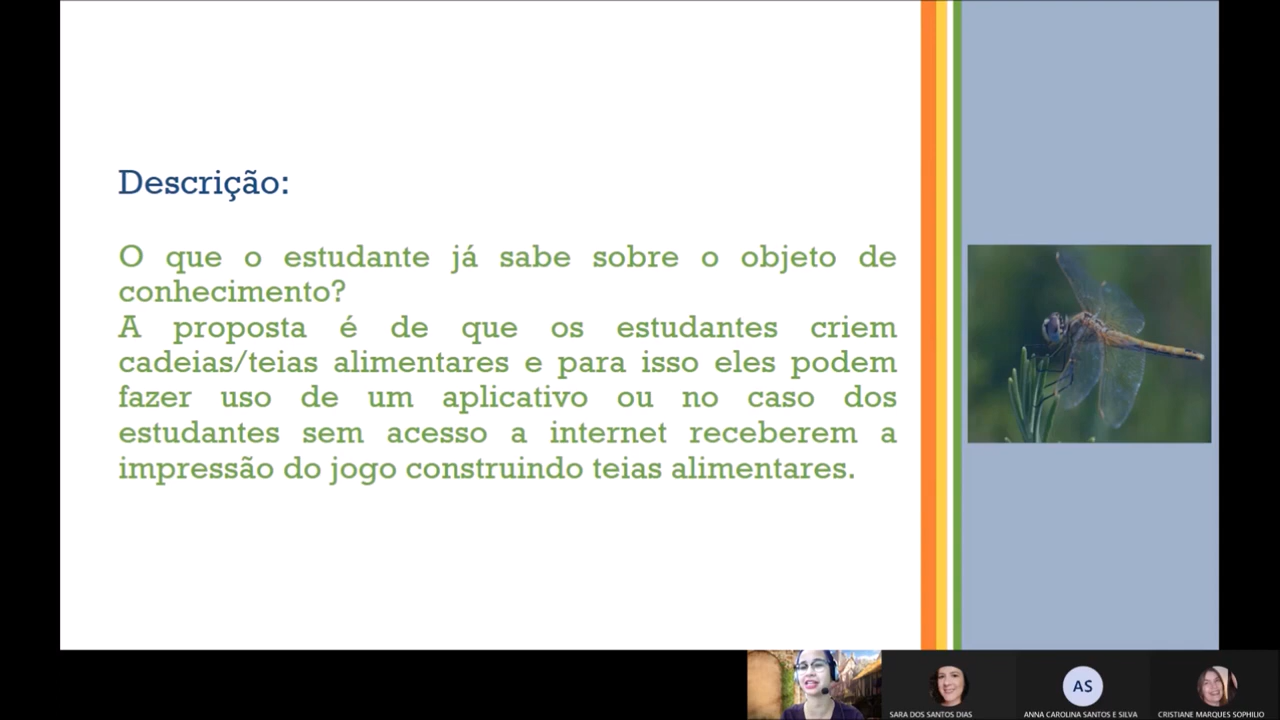 Descrição:
O que o estudante já sabe sobre o objeto de
conhecimento?
A proposta é de que os estudantes criem
cadeias/teias alimentares e para isso eles podem
fazer uso de um aplicativo ou no caso dos
estudantes sem acesso a internet receberem a
impressão do jogo construindo teias alimentares.
AS
SARA DOS SANTOS DIAS
ANNA CAROLINA SANTOS E SILVA
CRISTIANE MARQUES SOPHILIO